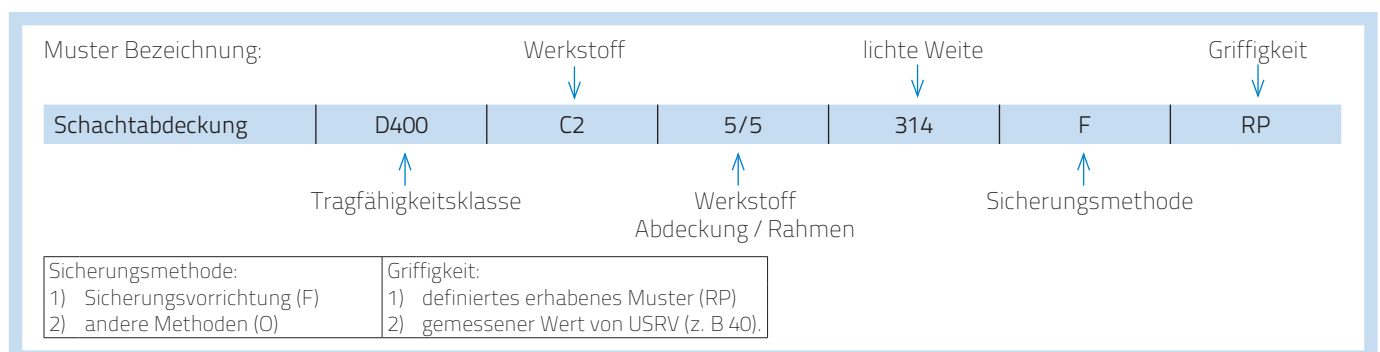 Muster Bezeichnung: Werkstoff lichte Weite Griffigkeit
Schachtabdeckung D400 C2 5/5 314 F RP
Tragfähigkeitsklasse Werkstoff Sicherungsmethode
Abdeckung / Rahmen
Sicherungsmethode:
1) Sicherungsvorrichtung (F)
2) andere Methoden (O)
Griffigkeit:
1) definiertes erhabenes Muster (RP)
2) gemessener Wert von USRV (z. B 40).